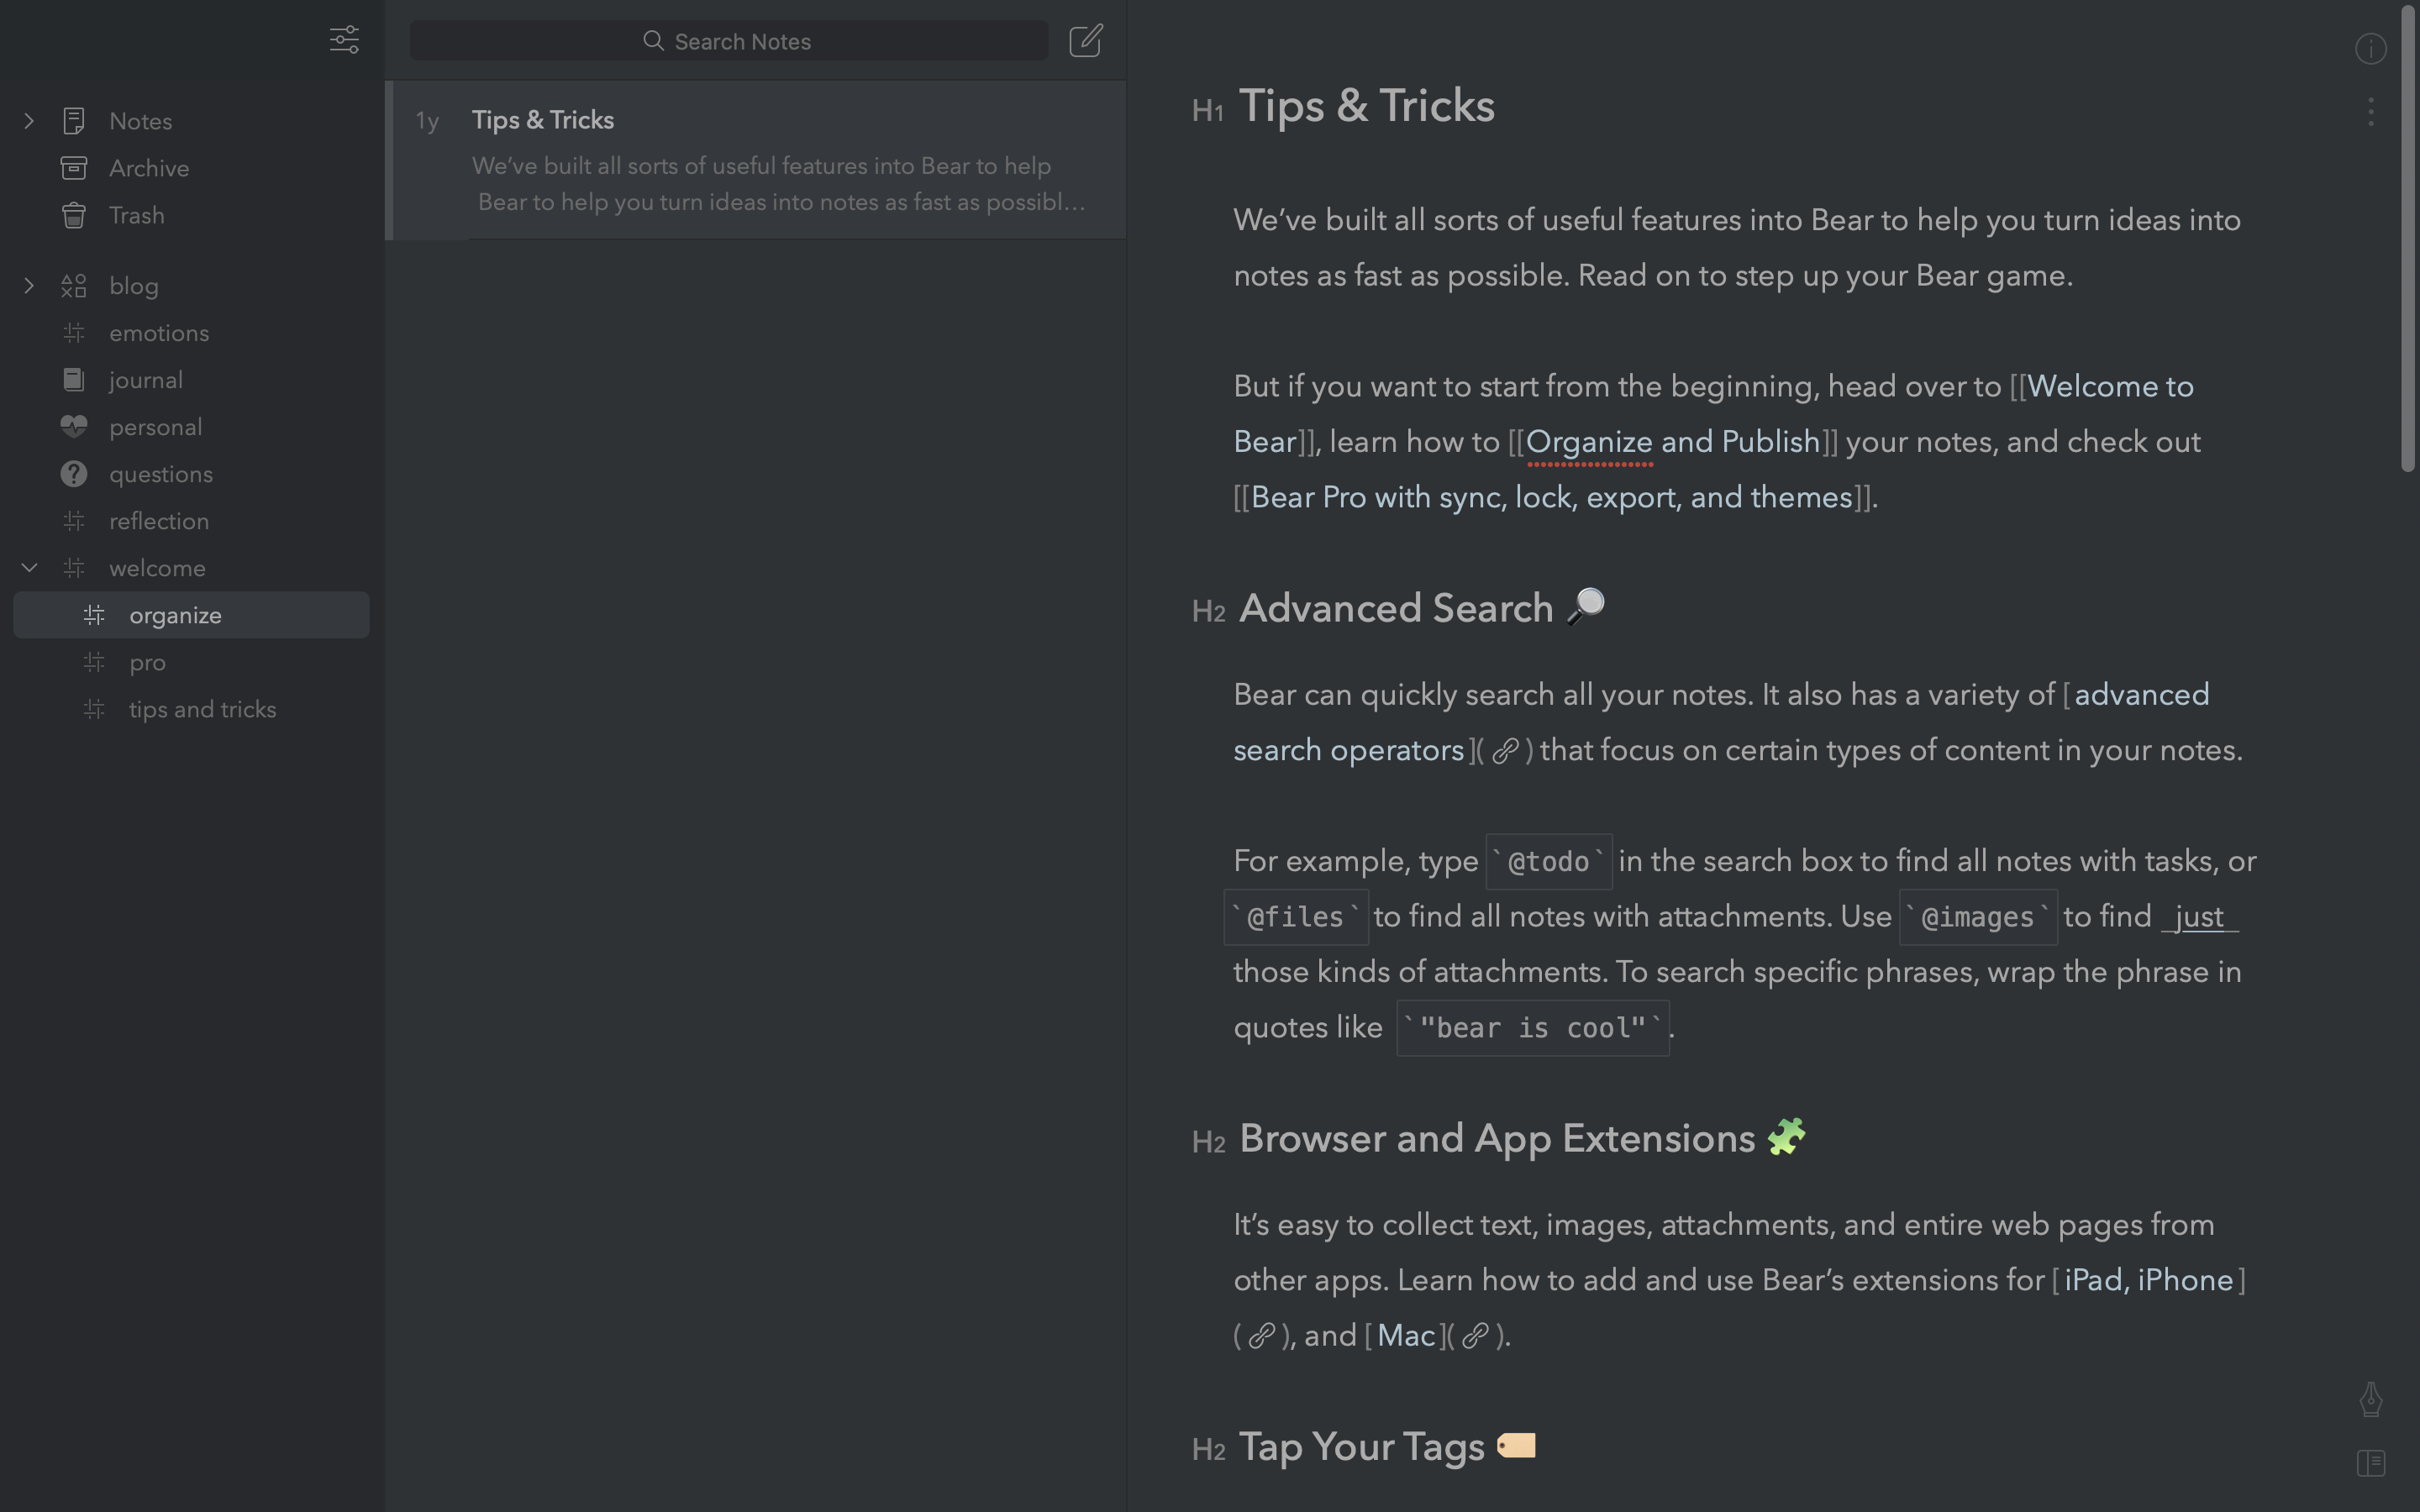 Notes
Archive
Trash
blog
emotions
journal
personal
questions
reflection
welcome
organize
pro
tips and tricks
Search Notes
1y
Tips & Tricks
We’ve built all sorts of useful features into Bear to help
Bear to help you turn ideas into notes as fast as possibl…
H1 Tips & Tricks
We’ve built all sorts of useful features into Bear to help you turn ideas into
notes as fast as possible. Read on to step up your Bear game.
But if you want to start from the beginning, head over to [[Welcome to
Bear]], learn how to [[Organize and Publish]] your notes, and check out
[[Bear Pro with sync, lock, export, and themes]].
H2 Advanced Search 🔎
Bear can quickly search all your notes. It also has a variety of [advanced
search operators](🔗) that focus on certain types of content in your notes.
For example, type `@todo` in the search box to find all notes with tasks, or
`@files` to find all notes with attachments. Use `@images` to find _just_
those kinds of attachments. To search specific phrases, wrap the phrase in
quotes like `"bear is cool"`.
H2 Browser and App Extensions 🧩
It’s easy to collect text, images, attachments, and entire web pages from
other apps. Learn how to add and use Bear’s extensions for [iPad, iPhone]
(🔗), and [Mac](🔗).
H2 Tap Your Tags 🏷️